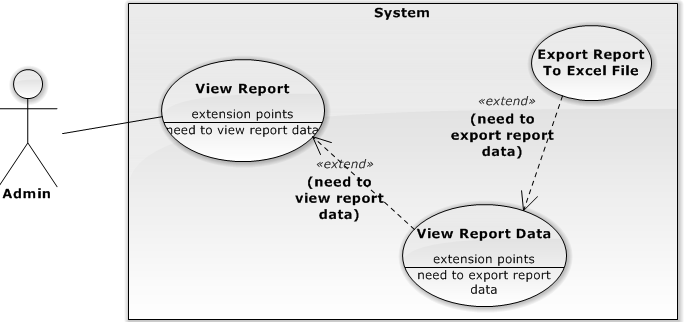 System
Export Report
To Excel File
View Report
extension points
need to view report data
«extend»
(need to
export report
data)
«extend»
(need to
view report
data)
Admin
View Report Data
extension points
need to export report
data